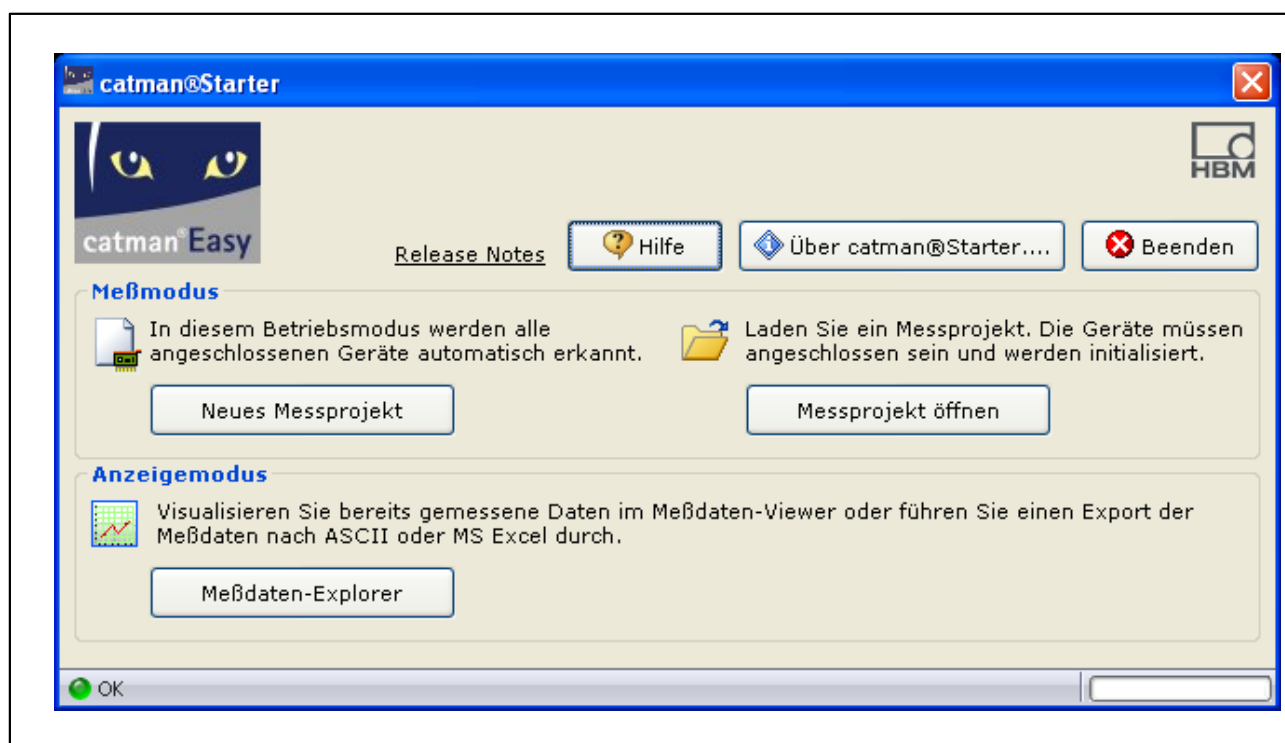 catman®Starter
catman®Easy
HBM
Release Notes
Hilfe
Über catman®Starter....
Beenden
Meßmodus
In diesem Betriebsmodus werden alle
angeschlossenen Geräte automatisch erkannt.
Neues Messprojekt
Laden Sie ein Messprojekt. Die Geräte müssen
angeschlossen sein und werden initialisiert.
Messprojekt öffnen
Anzeigemodus
Visualisieren Sie bereits gemessene Daten im Meßdaten-Viewer oder führen Sie einen Export der
Meßdaten nach ASCII oder MS Excel durch.
Meßdaten-Explorer
OK